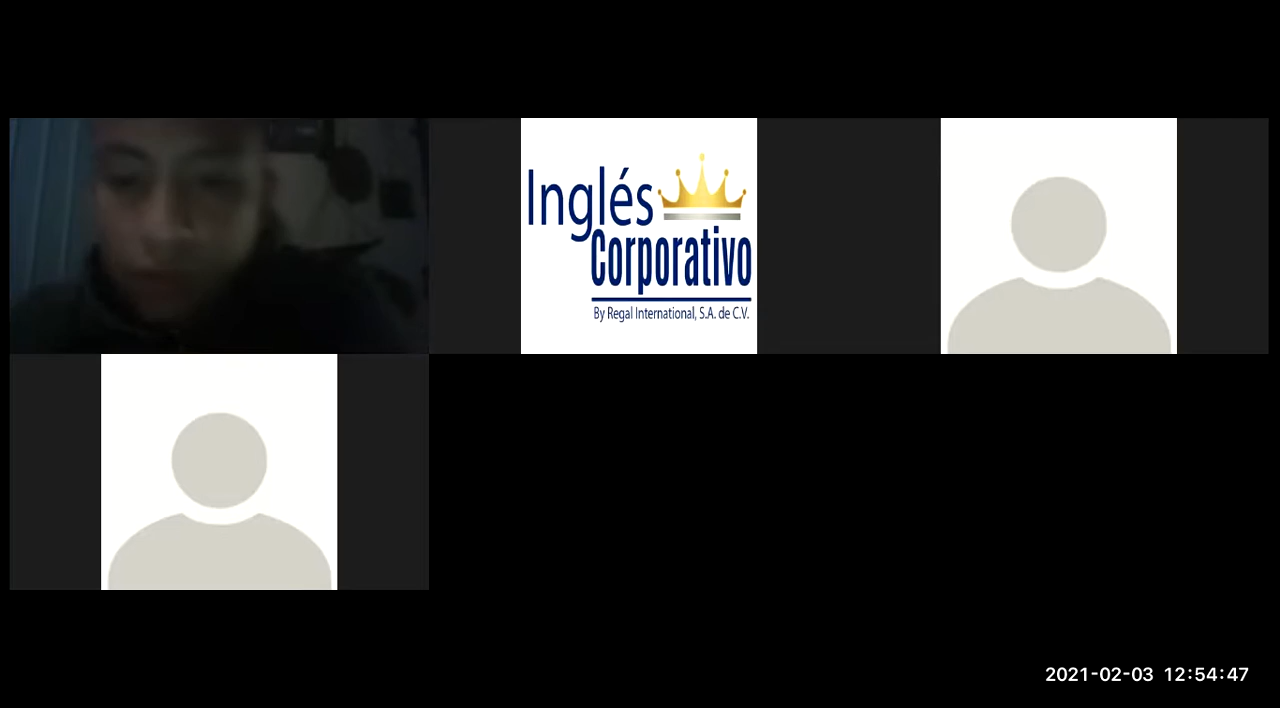 Inglés
Corporativo
By Regal International, S.A. de C.V.
2021-02-03 12:54:47